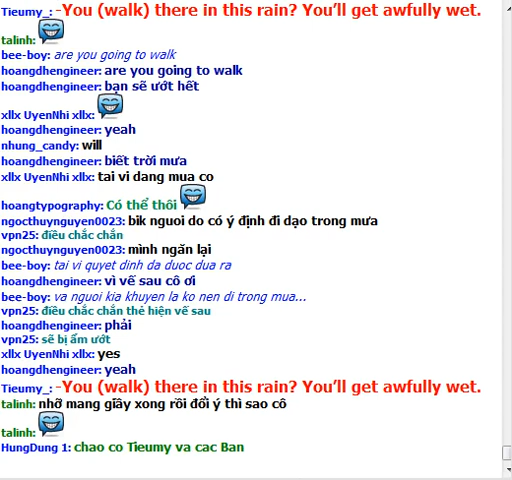 Tieumy_: -You (walk) there in this rain? You'll get awfully wet.
talinh:
bee-boy: are you going to walk
hoangdhengineer: are you going to walk
hoangdhengineer: bạn sẽ ướt hết
xllx UyenNhi xllx:
hoangdhengineer: yeah
nhung_candy: will
hoangdhengineer: biết trời mưa
xllx UyenNhi xllx: tai vi dang mua co
hoangtypography: Có thể thôi
ngocthuynguyen0023: bik nguoi do có ý định đi dạo trong mưa
vpn25: điều chắc chắn
ngocthuynguyen0023: mình ngăn lại
bee-boy: tai vi quyet dinh da duoc dua ra
hoangdhengineer: vì vế sau cô ơi
bee-boy: va nguoi kia khuyen la ko nen di trong mua...
vpn25: điều chắc chắn thẻ hiện vế sau
hoangdhengineer: phải
vpn25: sẽ bị ẩm ướt
xllx UyenNhi xllx: yes
hoangdhengineer: yeah
Tieumy_: -You (walk) there in this rain? You'll get awfully wet.
talinh: nhỡ mang giầy xong rồi đổi ý thì sao cô
talinh:
HungDung 1: chao co Tieumy va cac Ban